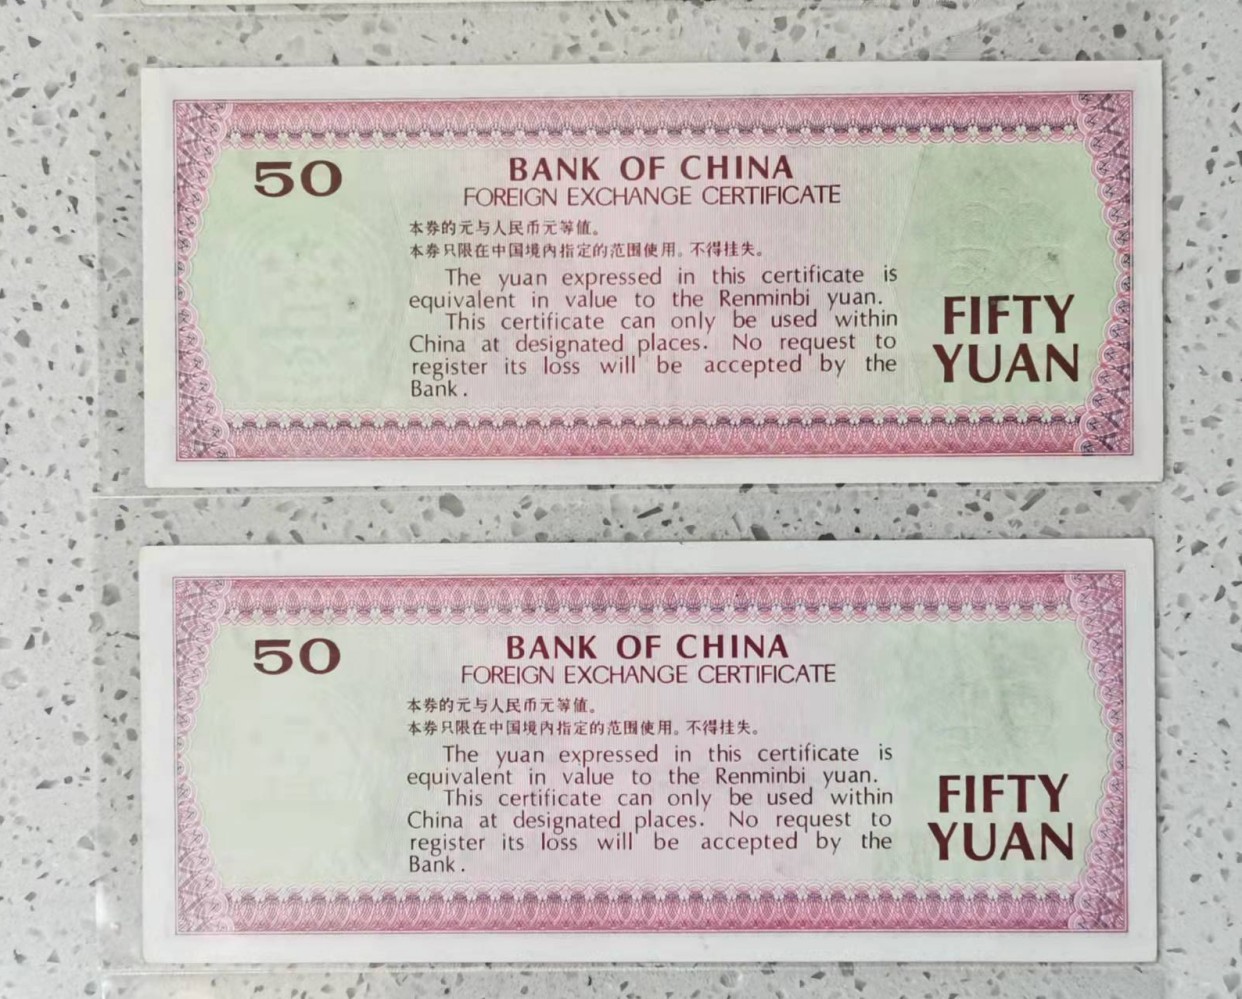 50
BANK OF CHINA
FOREIGN EXCHANGE CERTIFICATE
本券的元与人民币元等值。
本券只限在中国境内指定的范围使用。不得挂失。
The yuan expressed in this certificate is
equivalent in value to the Renminbi yuan.
This certificate can only be used within
China at designated places. No request to
register its loss will be accepted by the
Bank.
FIFTY
YUAN
50
BANK OF CHINA
FOREIGN EXCHANGE CERTIFICATE
本券的元与人民币元等值。
本券只限在中国境内指定的范围使用。不得挂失。
The yuan expressed in this certificate is
equivalent in value to the Renminbi yuan.
This certificate can only be used within
China at designated places. No request to
register its loss will be accepted by the
Bank.
FIFTY
YUAN